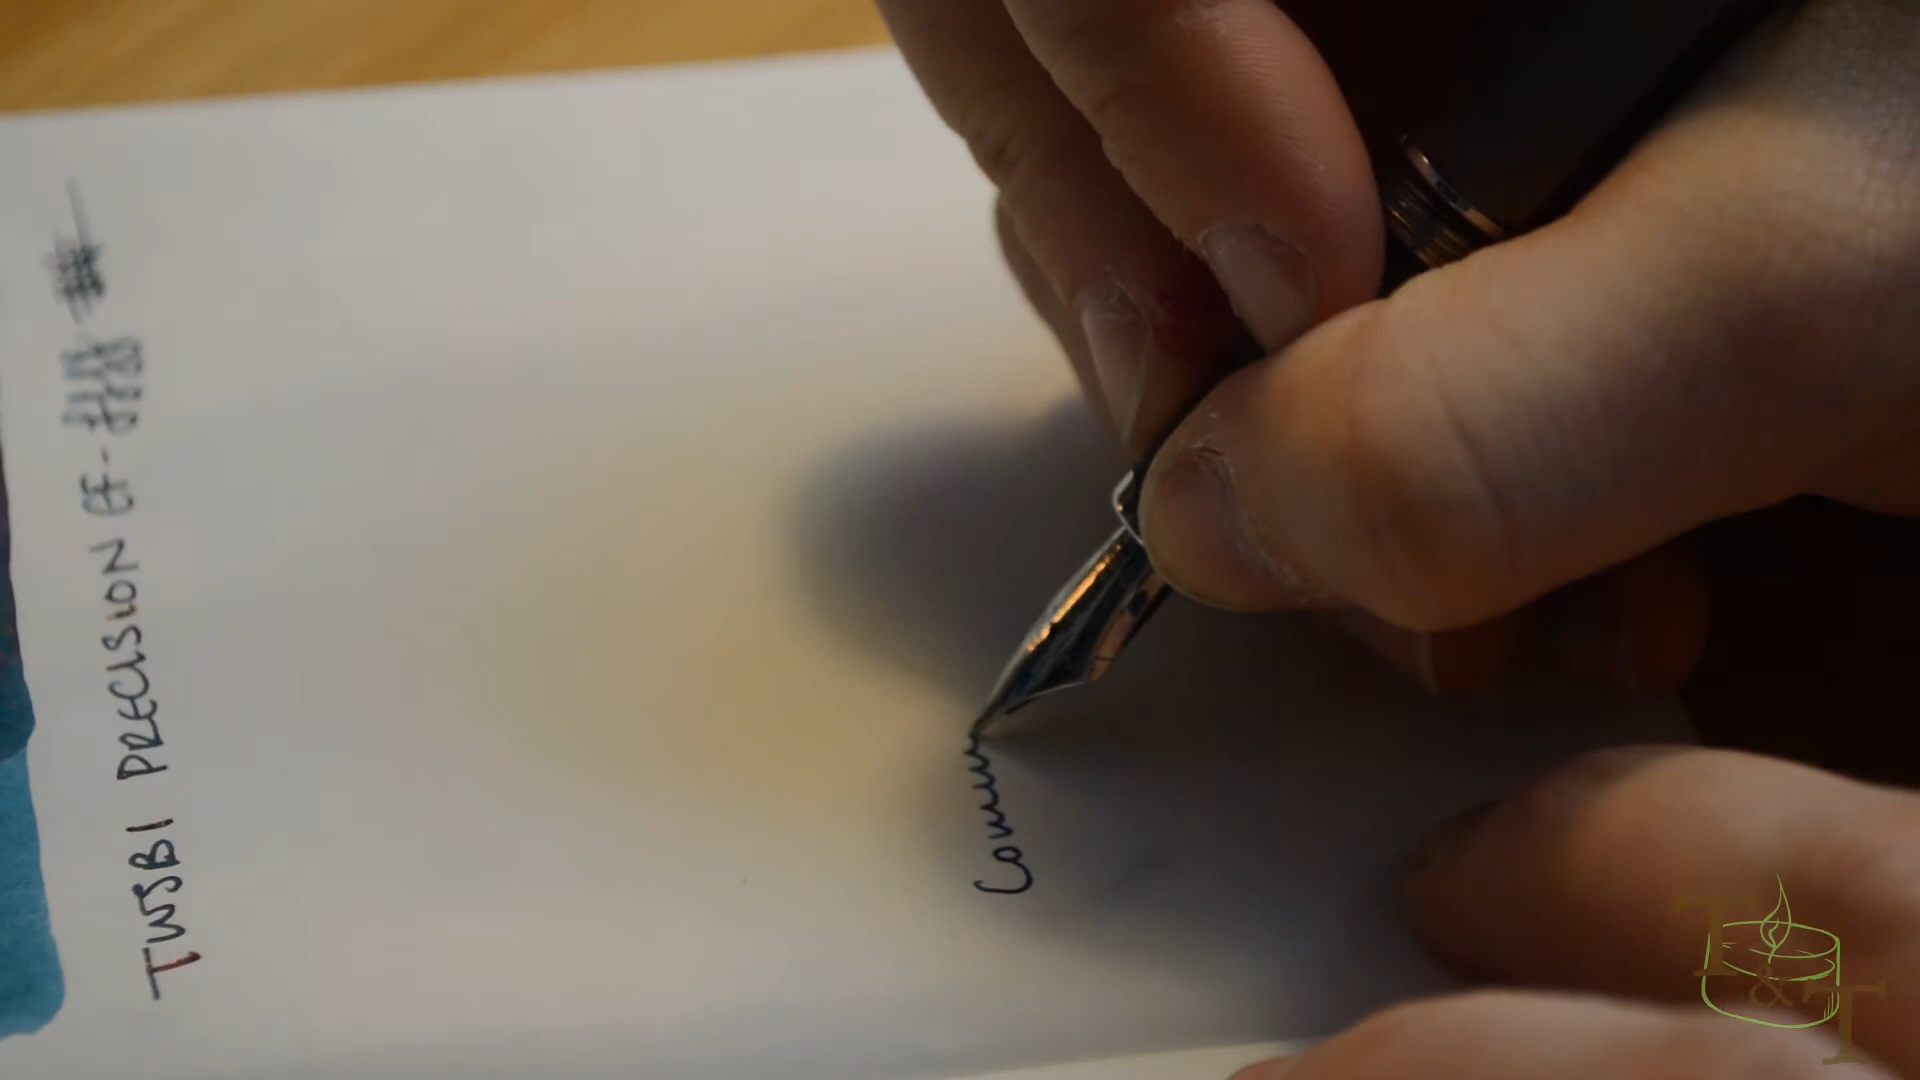 TWSBI PRECISION EF -
Comm
T & T